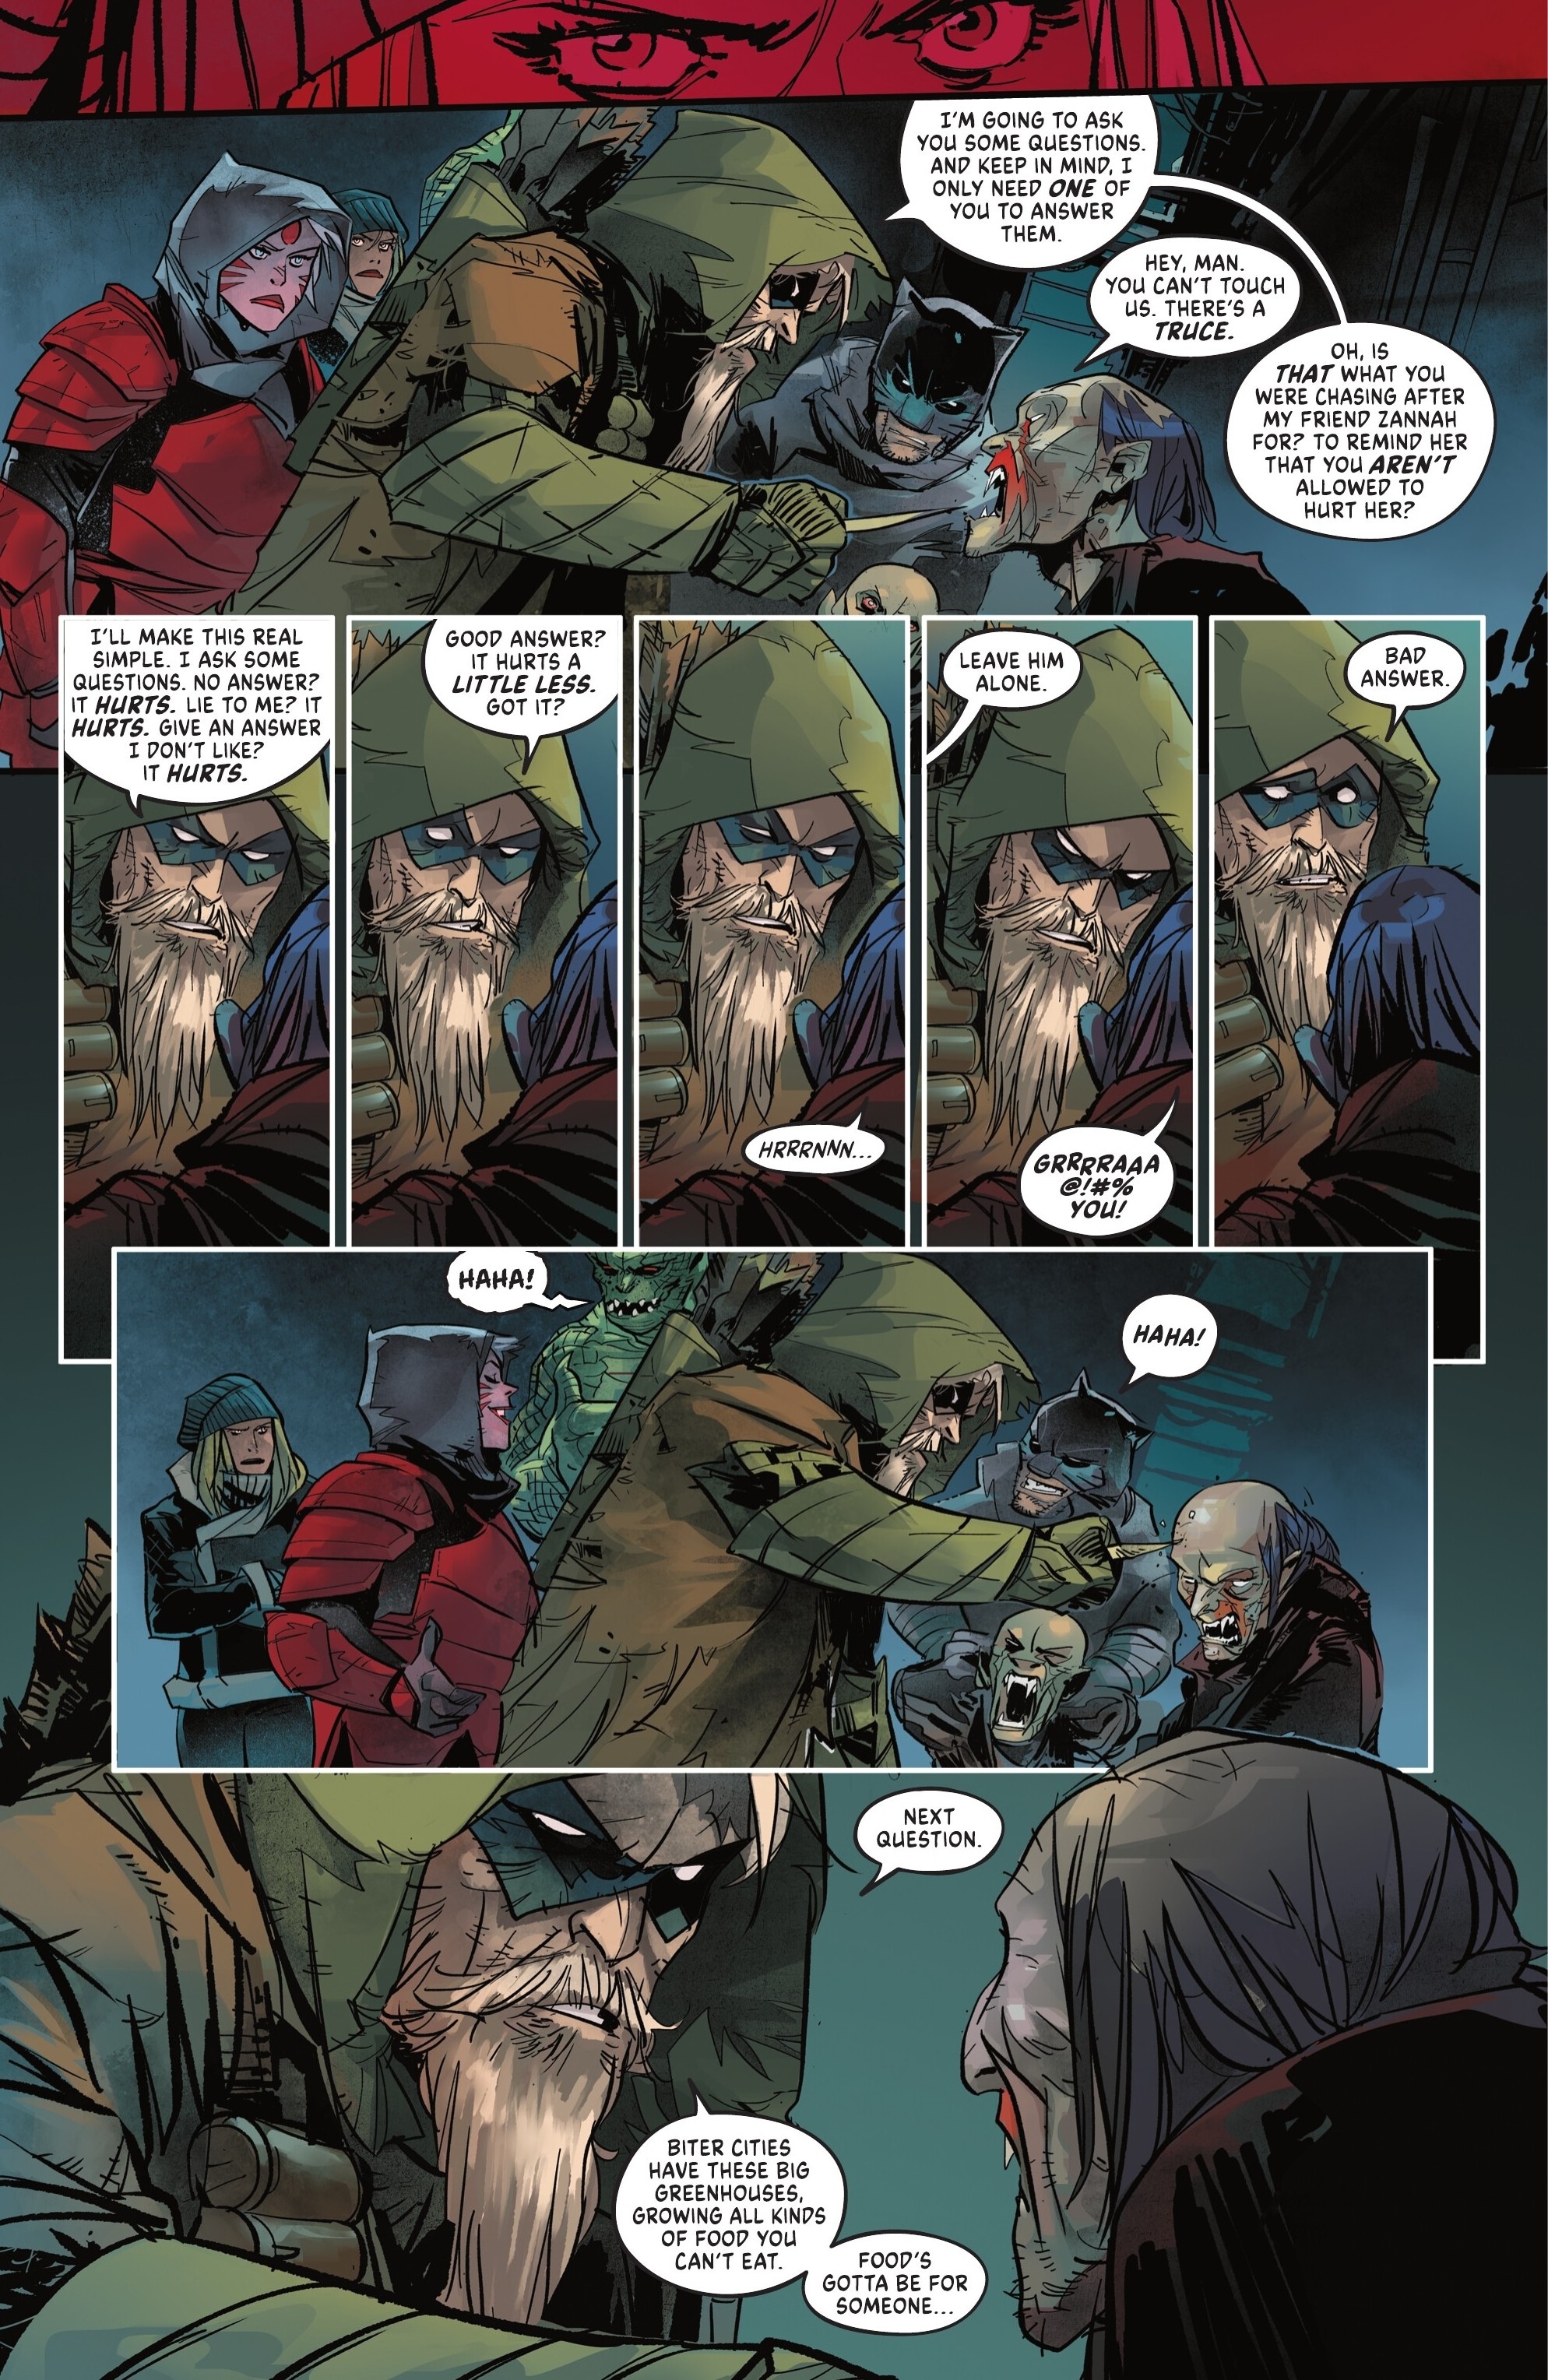 I'M GOING TO ASK
YOU SOME QUESTIONS.
AND KEEP IN MIND, I
ONLY NEED ONE OF
YOU TO ANSWER
THEM.
HEY, MAN.
YOU CAN'T TOUCH
US. THERE'S A
TRUCE.
OH, IS
THAT WHAT YOU
WERE CHASING AFTER
MY FRIEND ZANNAH
FOR? TO REMIND HER
THAT YOU AREN'T
ALLOWED TO
HURT HER?
I'LL MAKE THIS REAL
SIMPLE. I ASK SOME
QUESTIONS. NO ANSWER?
IT HURTS. LIE TO ME? IT
HURTS. GIVE AN ANSWER
I DON'T LIKE?
IT HURTS.
GOOD ANSWER?
IT HURTS A
LITTLE LESS.
GOT IT?
HRRRNNN...
LEAVE HIM
ALONE.
GRRRRAAA
@!#%
YOU!
BAD
ANSWER.
HAHA!
HAHA!
NEXT
QUESTION.
BITER CITIES
HAVE THESE BIG
GREENHOUSES,
GROWING ALL KINDS
OF FOOD YOU
CAN'T EAT.
FOOD'S
GOTTA BE FOR
SOMEONE...